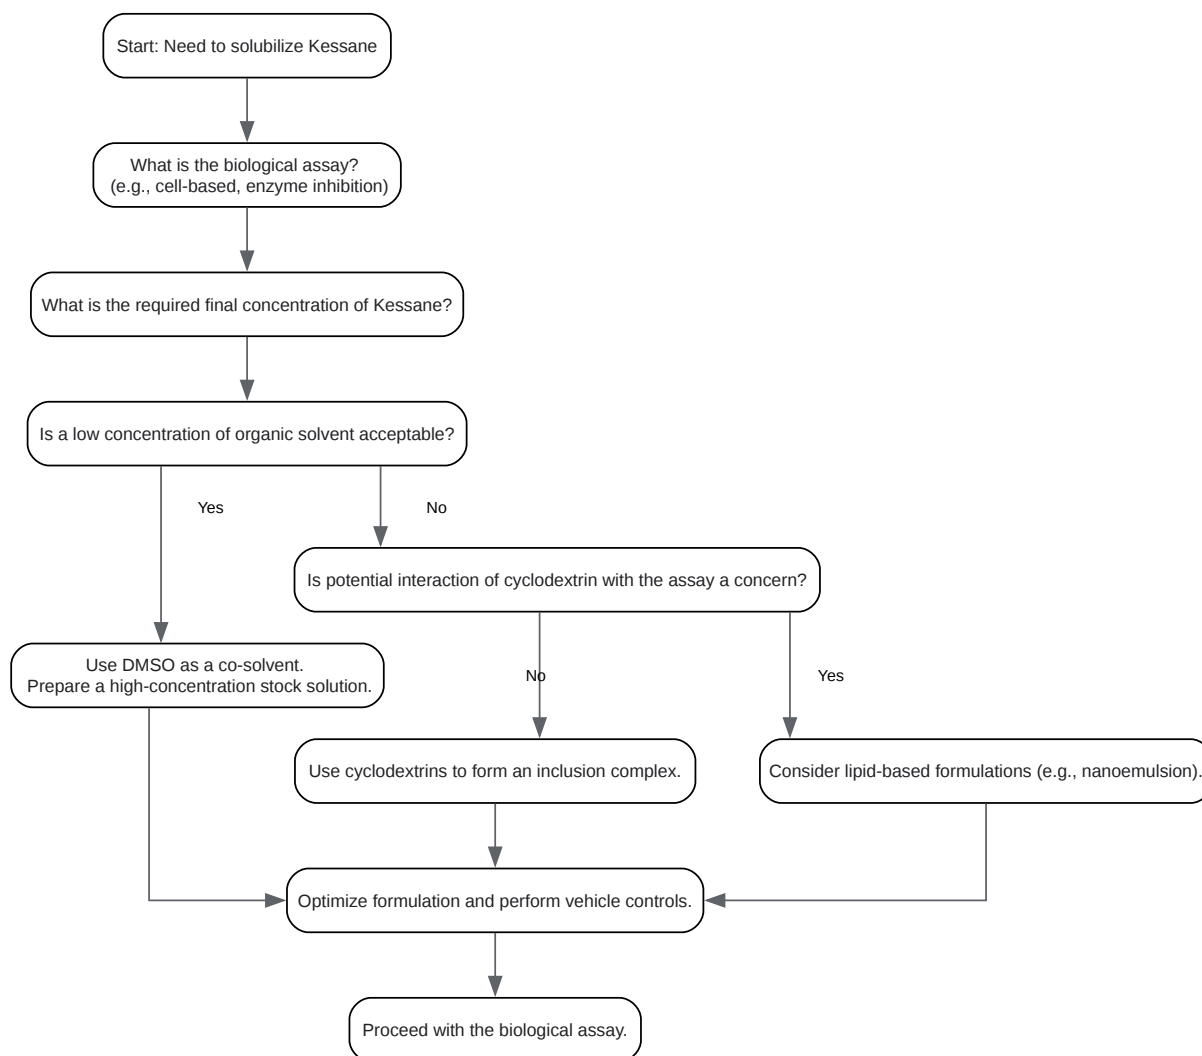 Start: Need to solubilize Kessane
What is the biological assay?
(e.g., cell-based, enzyme inhibition)
What is the required final concentration of Kessane?
Is a low concentration of organic solvent acceptable?
Yes
No
Is potential interaction of cyclodextrin with the assay a concern?
Use DMSO as a co-solvent.
Prepare a high-concentration stock solution.
No
Yes
Use cyclodextrins to form an inclusion complex.
Consider lipid-based formulations (e.g., nanoemulsion).
Optimize formulation and perform vehicle controls.
Proceed with the biological assay.